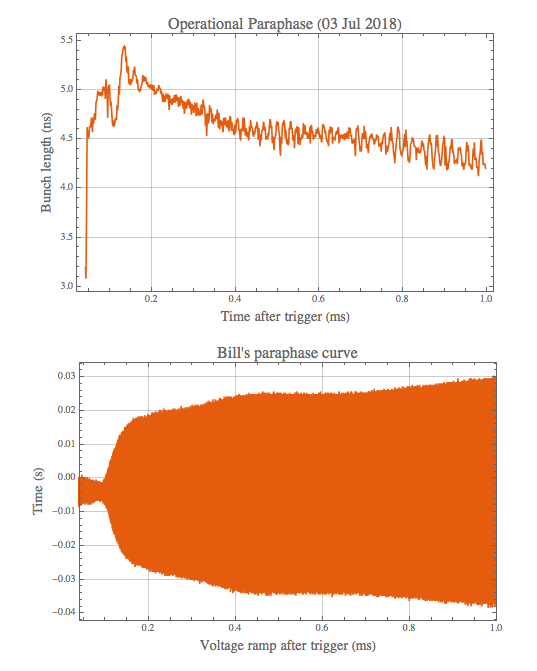 Operational Paraphase (03 Jul 2018)
5.5
5.0
4.5
4.0
3.5
3.0
Bunch length (ns)
0.2 0.4 0.6 0.8 1.0
Time after trigger (ms)
Bill's paraphase curve
0.03
0.02
0.01
0.00
-0.01
-0.02
-0.03
-0.04
Time (s)
0.2 0.4 0.6 0.8 1.0
Voltage ramp after trigger (ms)